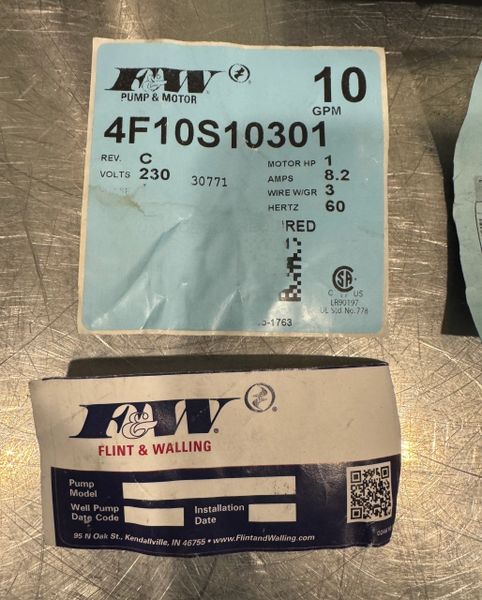 F&W ®
PUMP & MOTOR
10
GPM
4F10S10301
REV. C
VOLTS 230
30771
MOTOR HP 1
AMPS 8.2
WIRE W/GR 3
HERTZ 60
RED
LR90197
UL Std. No. 778
-1763
F&W ®
FLINT & WALLING
Pump
Model
Well Pump
Date Code
Installation
Date
95 N Oak St., Kendallville, IN 46755 • www.FlintandWalling.com